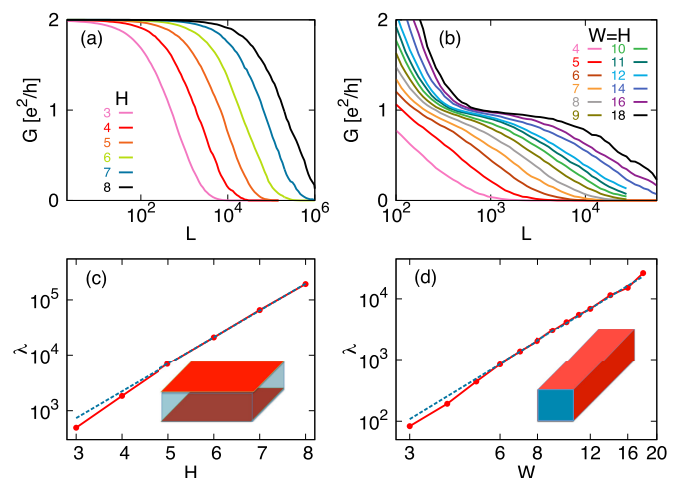 2
1
0
G [e²/h]
(a)
H
3
4
5
6
7
8
10²
10⁴
10⁶
L
2
1
0
G [e²/h]
(b)
W=H
4 10
5 11
6 12
7 14
8 16
9 18
10²
10³
10⁴
L
(c)
10⁵
10⁴
10³
λ
3 4 5 6 7 8
H
(d)
10⁴
10³
10²
λ
3 6 8 12 16 20
W